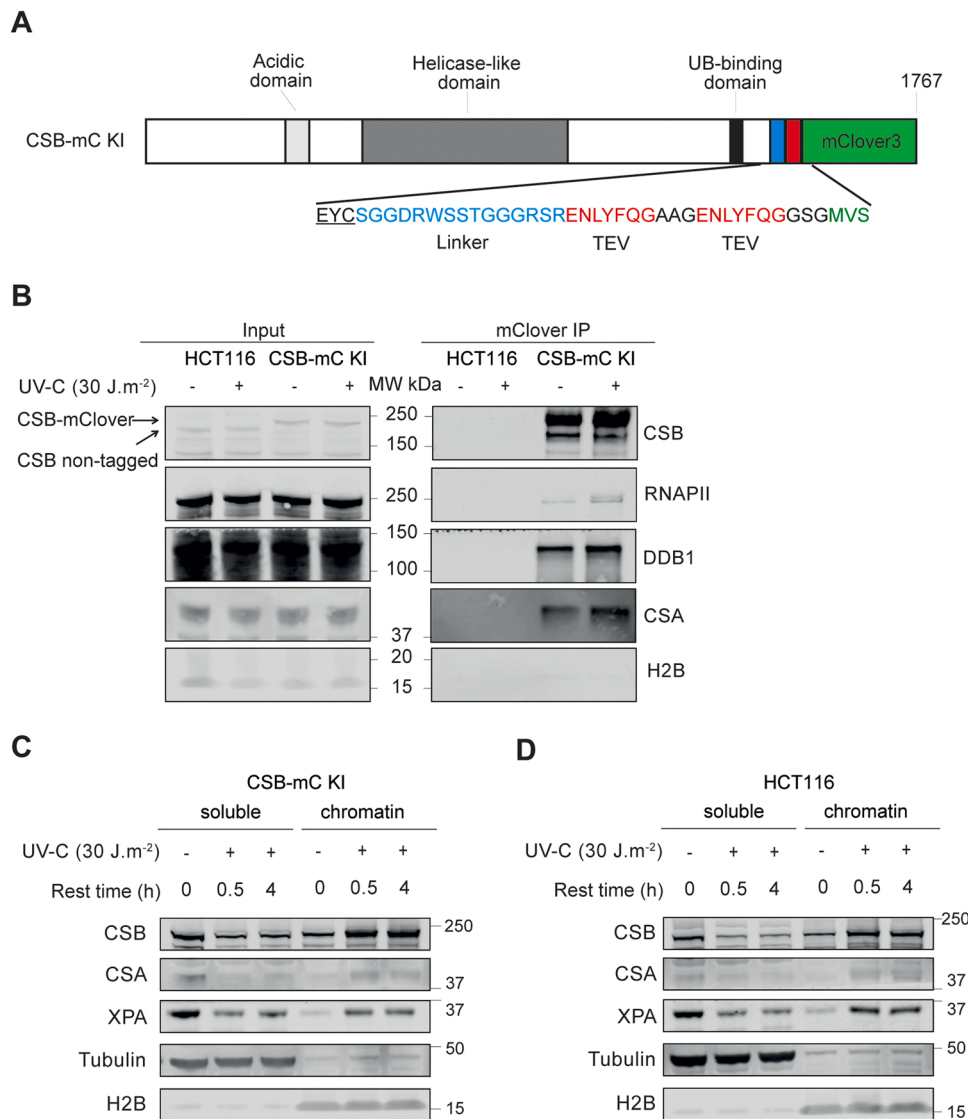 A
Acidic domain
Helicase-like domain
UB-binding domain
1767
CSB-mC KI
mClover3
EYCSGGDRWSSTGGGRSRENLYFQGAAGENLYFQGGSGMVS
Linker TEV TEV
B
Input mClover IP
HCT116 CSB-mC KI HCT116 CSB-mC KI
UV-C (30 J.m-2) - + - + MW kDa - + - +
CSB-mClover
CSB non-tagged
250
150
CSB
250
RNAPII
150
100
DDB1
37
CSA
20
15
H2B
C
CSB-mC KI
soluble chromatin
UV-C (30 J.m-2) - + + - + +
Rest time (h) 0 0.5 4 0 0.5 4
CSB 250
CSA 37
XPA 37
Tubulin 50
H2B 15
D
HCT116
soluble chromatin
UV-C (30 J.m-2) - + + - + +
Rest time (h) 0 0.5 4 0 0.5 4
CSB 250
CSA 37
XPA 37
Tubulin 50
H2B 15